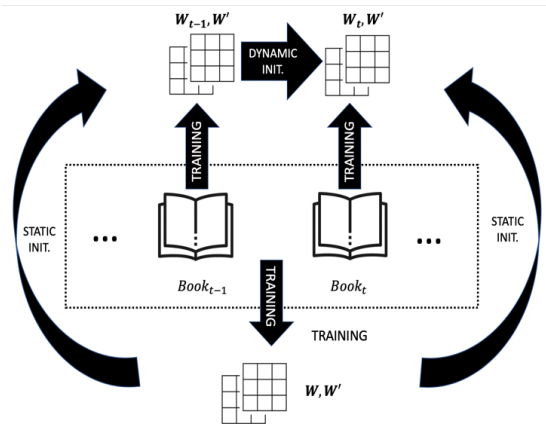 W_{t−1}, W′
W_t, W′
DYNAMIC
INIT.
TRAINING
TRAINING
STATIC
INIT.
...
...
STATIC
INIT.
Book_{t−1}
Book_t
TRAINING
TRAINING
W, W′